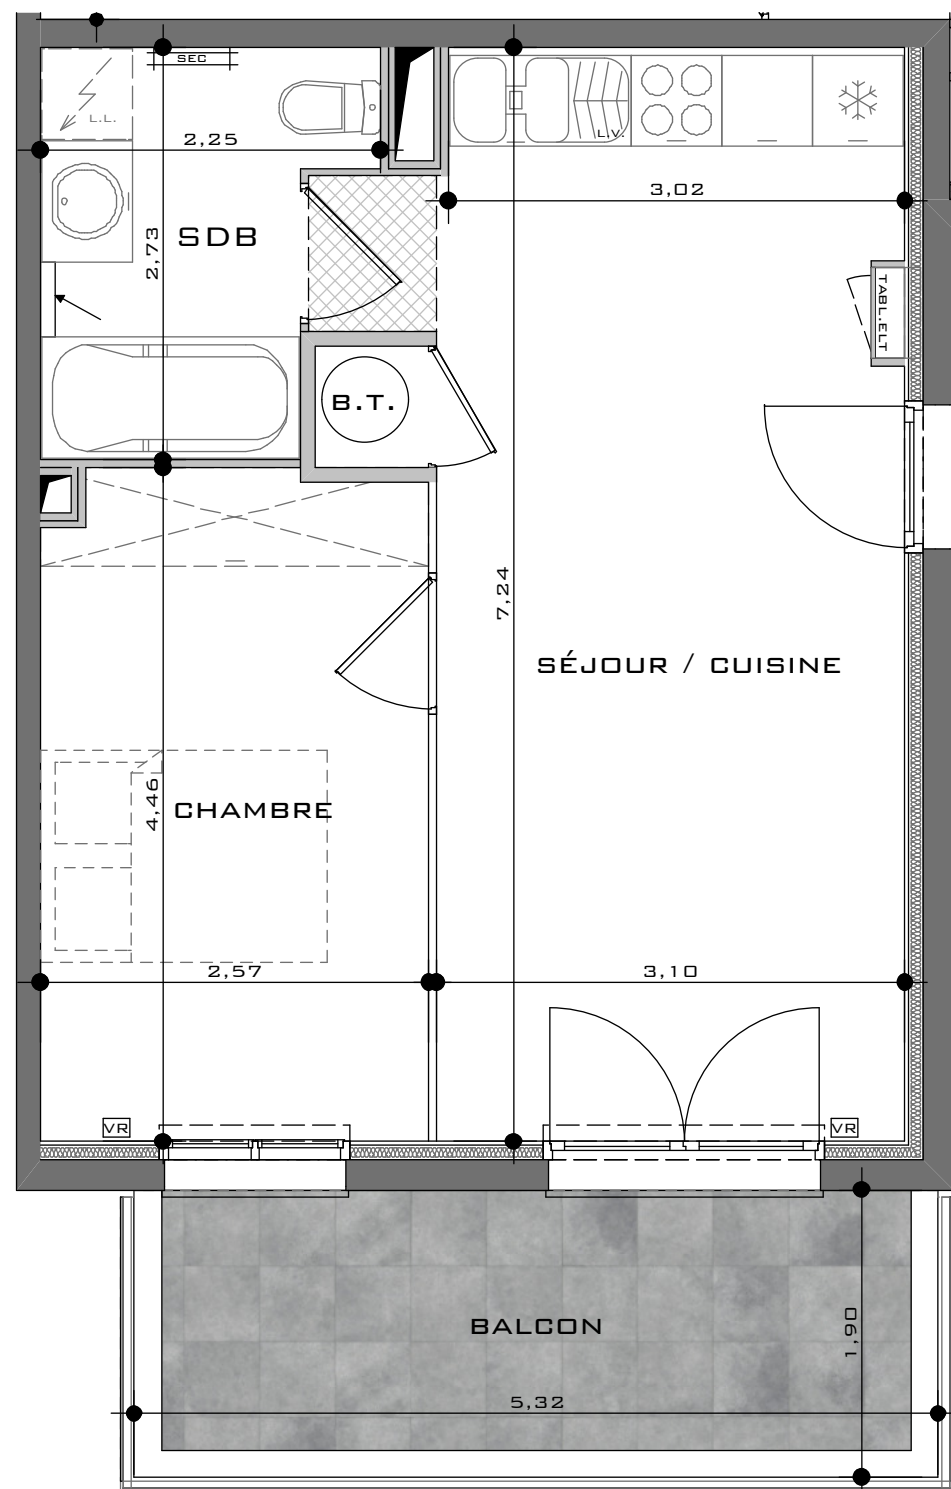 SEC
L.L.
2,25
L.V.
3,02
SDB
2,73
TABL.ELT
B.T.
7,24
SÉJOUR / CUISINE
4,46
CHAMBRE
2,57
3,10
VR
VR
BALCON
1,90
5,32